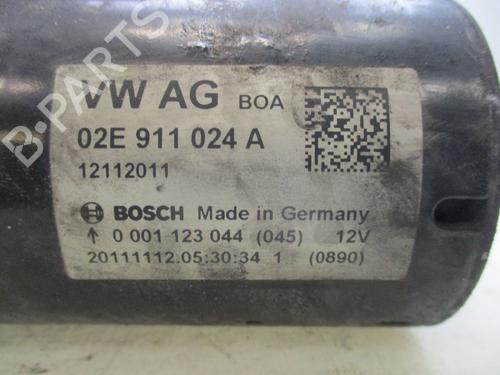 VW AG BOA
02E 911 024 A
12112011
BOSCH Made in Germany
↑ 0 001 123 044 (045) 12V
20111112.05:30:34 1 (0890)